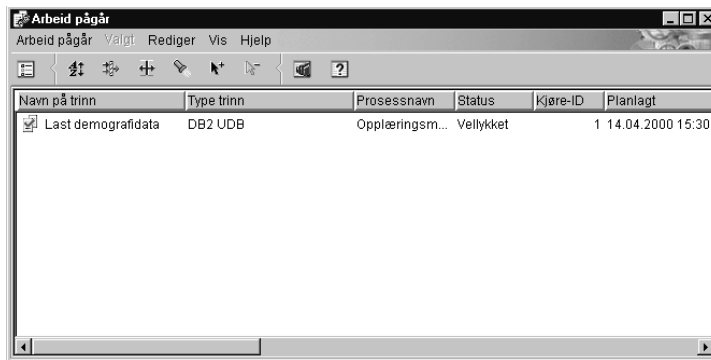 Arbeid pågår
Arbeid pågår Valgt Rediger Vis Hjelp
Navn på trinn Type trinn Prosessnavn Status Kjøre-ID Planlagt
Last demografidata DB2 UDB Opplæringsm... Vellykket 1 14.04.2000 15:30